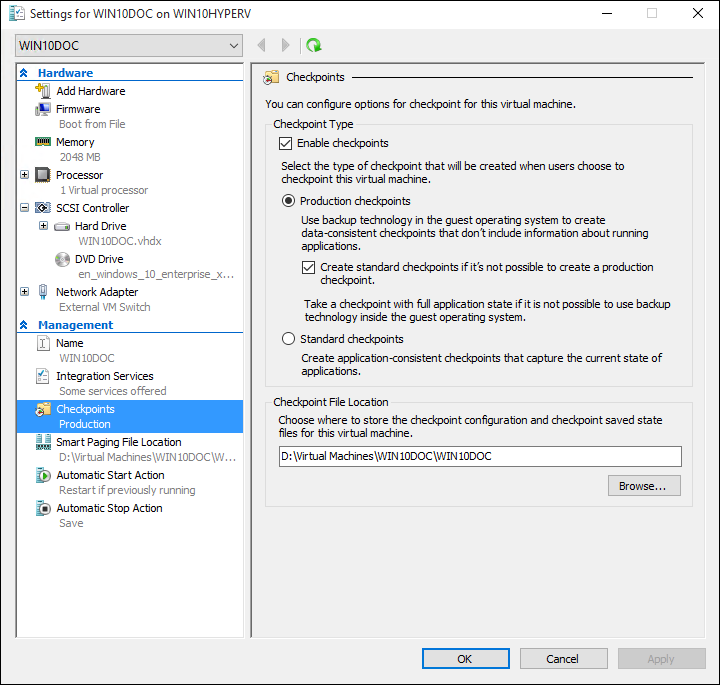 Settings for WIN10DOC on WIN10HYPERV
WIN10DOC
Hardware
Add Hardware
Firmware
Boot from File
Memory
2048 MB
Processor
1 Virtual processor
SCSI Controller
Hard Drive
WIN10DOC.vhdx
DVD Drive
en_windows_10_enterprise_x...
Network Adapter
External VM Switch
Management
Name
WIN10DOC
Integration Services
Some services offered
Checkpoints
Production
Smart Paging File Location
D:\Virtual Machines\WIN10DOC\W...
Automatic Start Action
Restart if previously running
Automatic Stop Action
Save
Checkpoints
You can configure options for checkpoint for this virtual machine.
Checkpoint Type
Enable checkpoints
Select the type of checkpoint that will be created when users choose to
checkpoint this virtual machine.
Production checkpoints
Use backup technology in the guest operating system to create
data-consistent checkpoints that don't include information about running
applications.
Create standard checkpoints if it's not possible to create a production
checkpoint.
Take a checkpoint with full application state if it is not possible to use backup
technology inside the guest operating system.
Standard checkpoints
Create application-consistent checkpoints that capture the current state of
applications.
Checkpoint File Location
Choose where to store the checkpoint configuration and checkpoint saved state
files for this virtual machine.
D:\Virtual Machines\WIN10DOC\WIN10DOC
Browse...
OK
Cancel
Apply